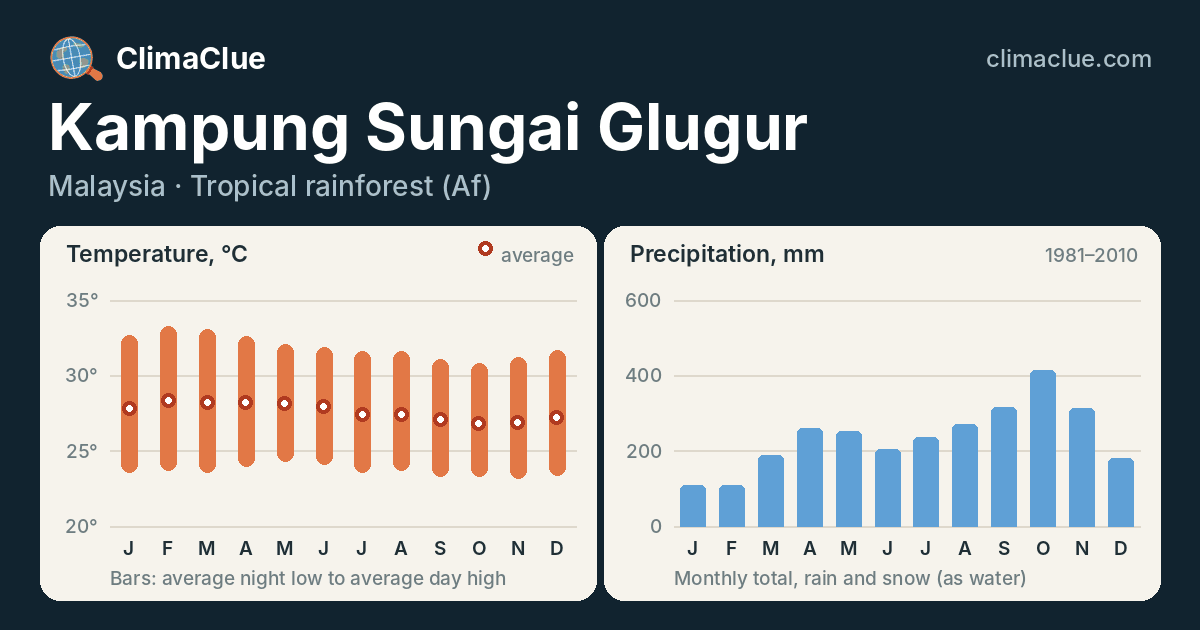 ClimaClue
climaclue.com
Kampung Sungai Glugur
Malaysia · Tropical rainforest (Af)
Temperature, °C
average
35°
30°
25°
20°
J F M A M J J A S O N D
Bars: average night low to average day high
Precipitation, mm
1981–2010
600
400
200
0
J F M A M J J A S O N D
Monthly total, rain and snow (as water)